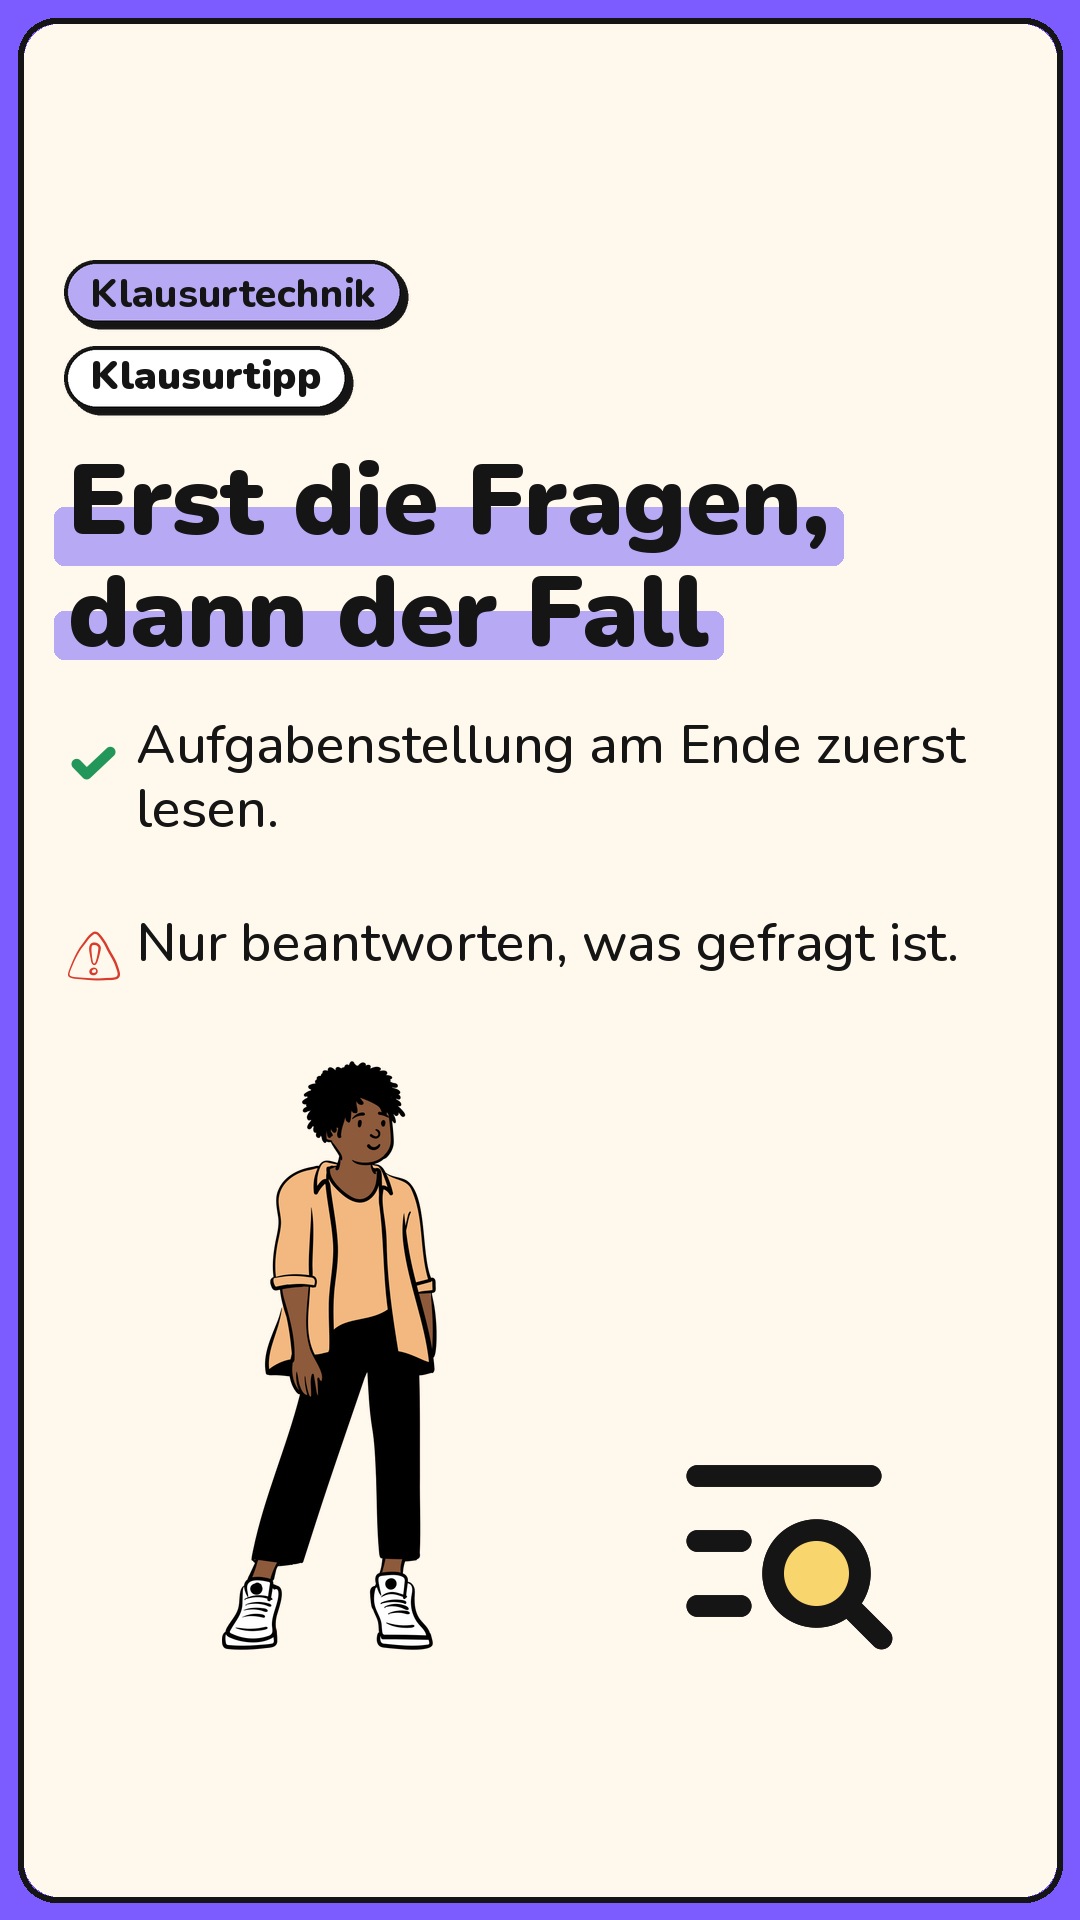 Klausurtechnik
Klausurtipp
Erst die Fragen,
dann der Fall
Aufgabenstellung am Ende zuerst
lesen.
Nur beantworten, was gefragt ist.